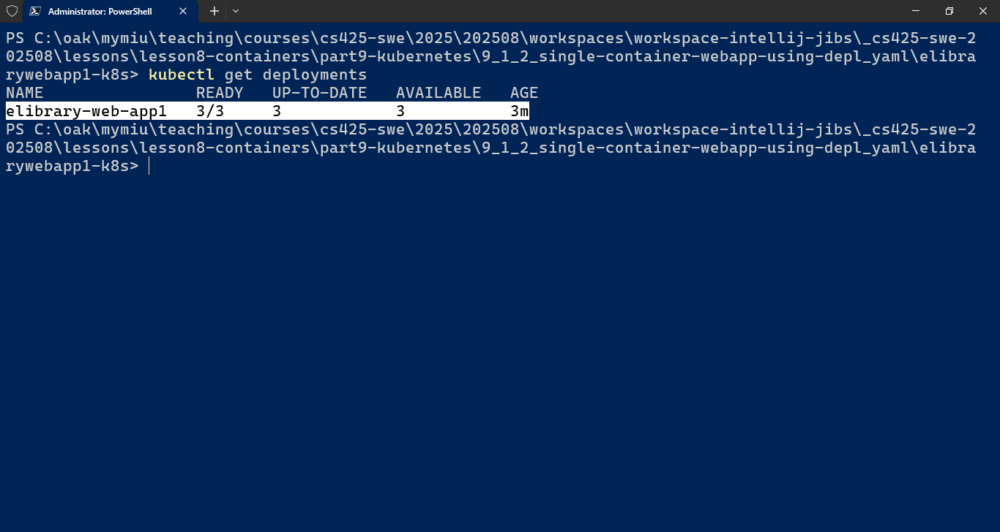 Administrator: PowerShell
PS C:\oak\mymiu\teaching\courses\cs425-swe\2025\202508\workspaces\workspace-intellij-jibs\_cs425-swe-2
02508\lessons\lesson8-containers\part9-kubernetes\9_1_2_single-container-webapp-using-depl_yaml\elibra
rywebapp1-k8s> kubectl get deployments
NAME                READY   UP-TO-DATE   AVAILABLE   AGE
elibrary-web-app1   3/3     3            3           3m
PS C:\oak\mymiu\teaching\courses\cs425-swe\2025\202508\workspaces\workspace-intellij-jibs\_cs425-swe-2
02508\lessons\lesson8-containers\part9-kubernetes\9_1_2_single-container-webapp-using-depl_yaml\elibra
rywebapp1-k8s>